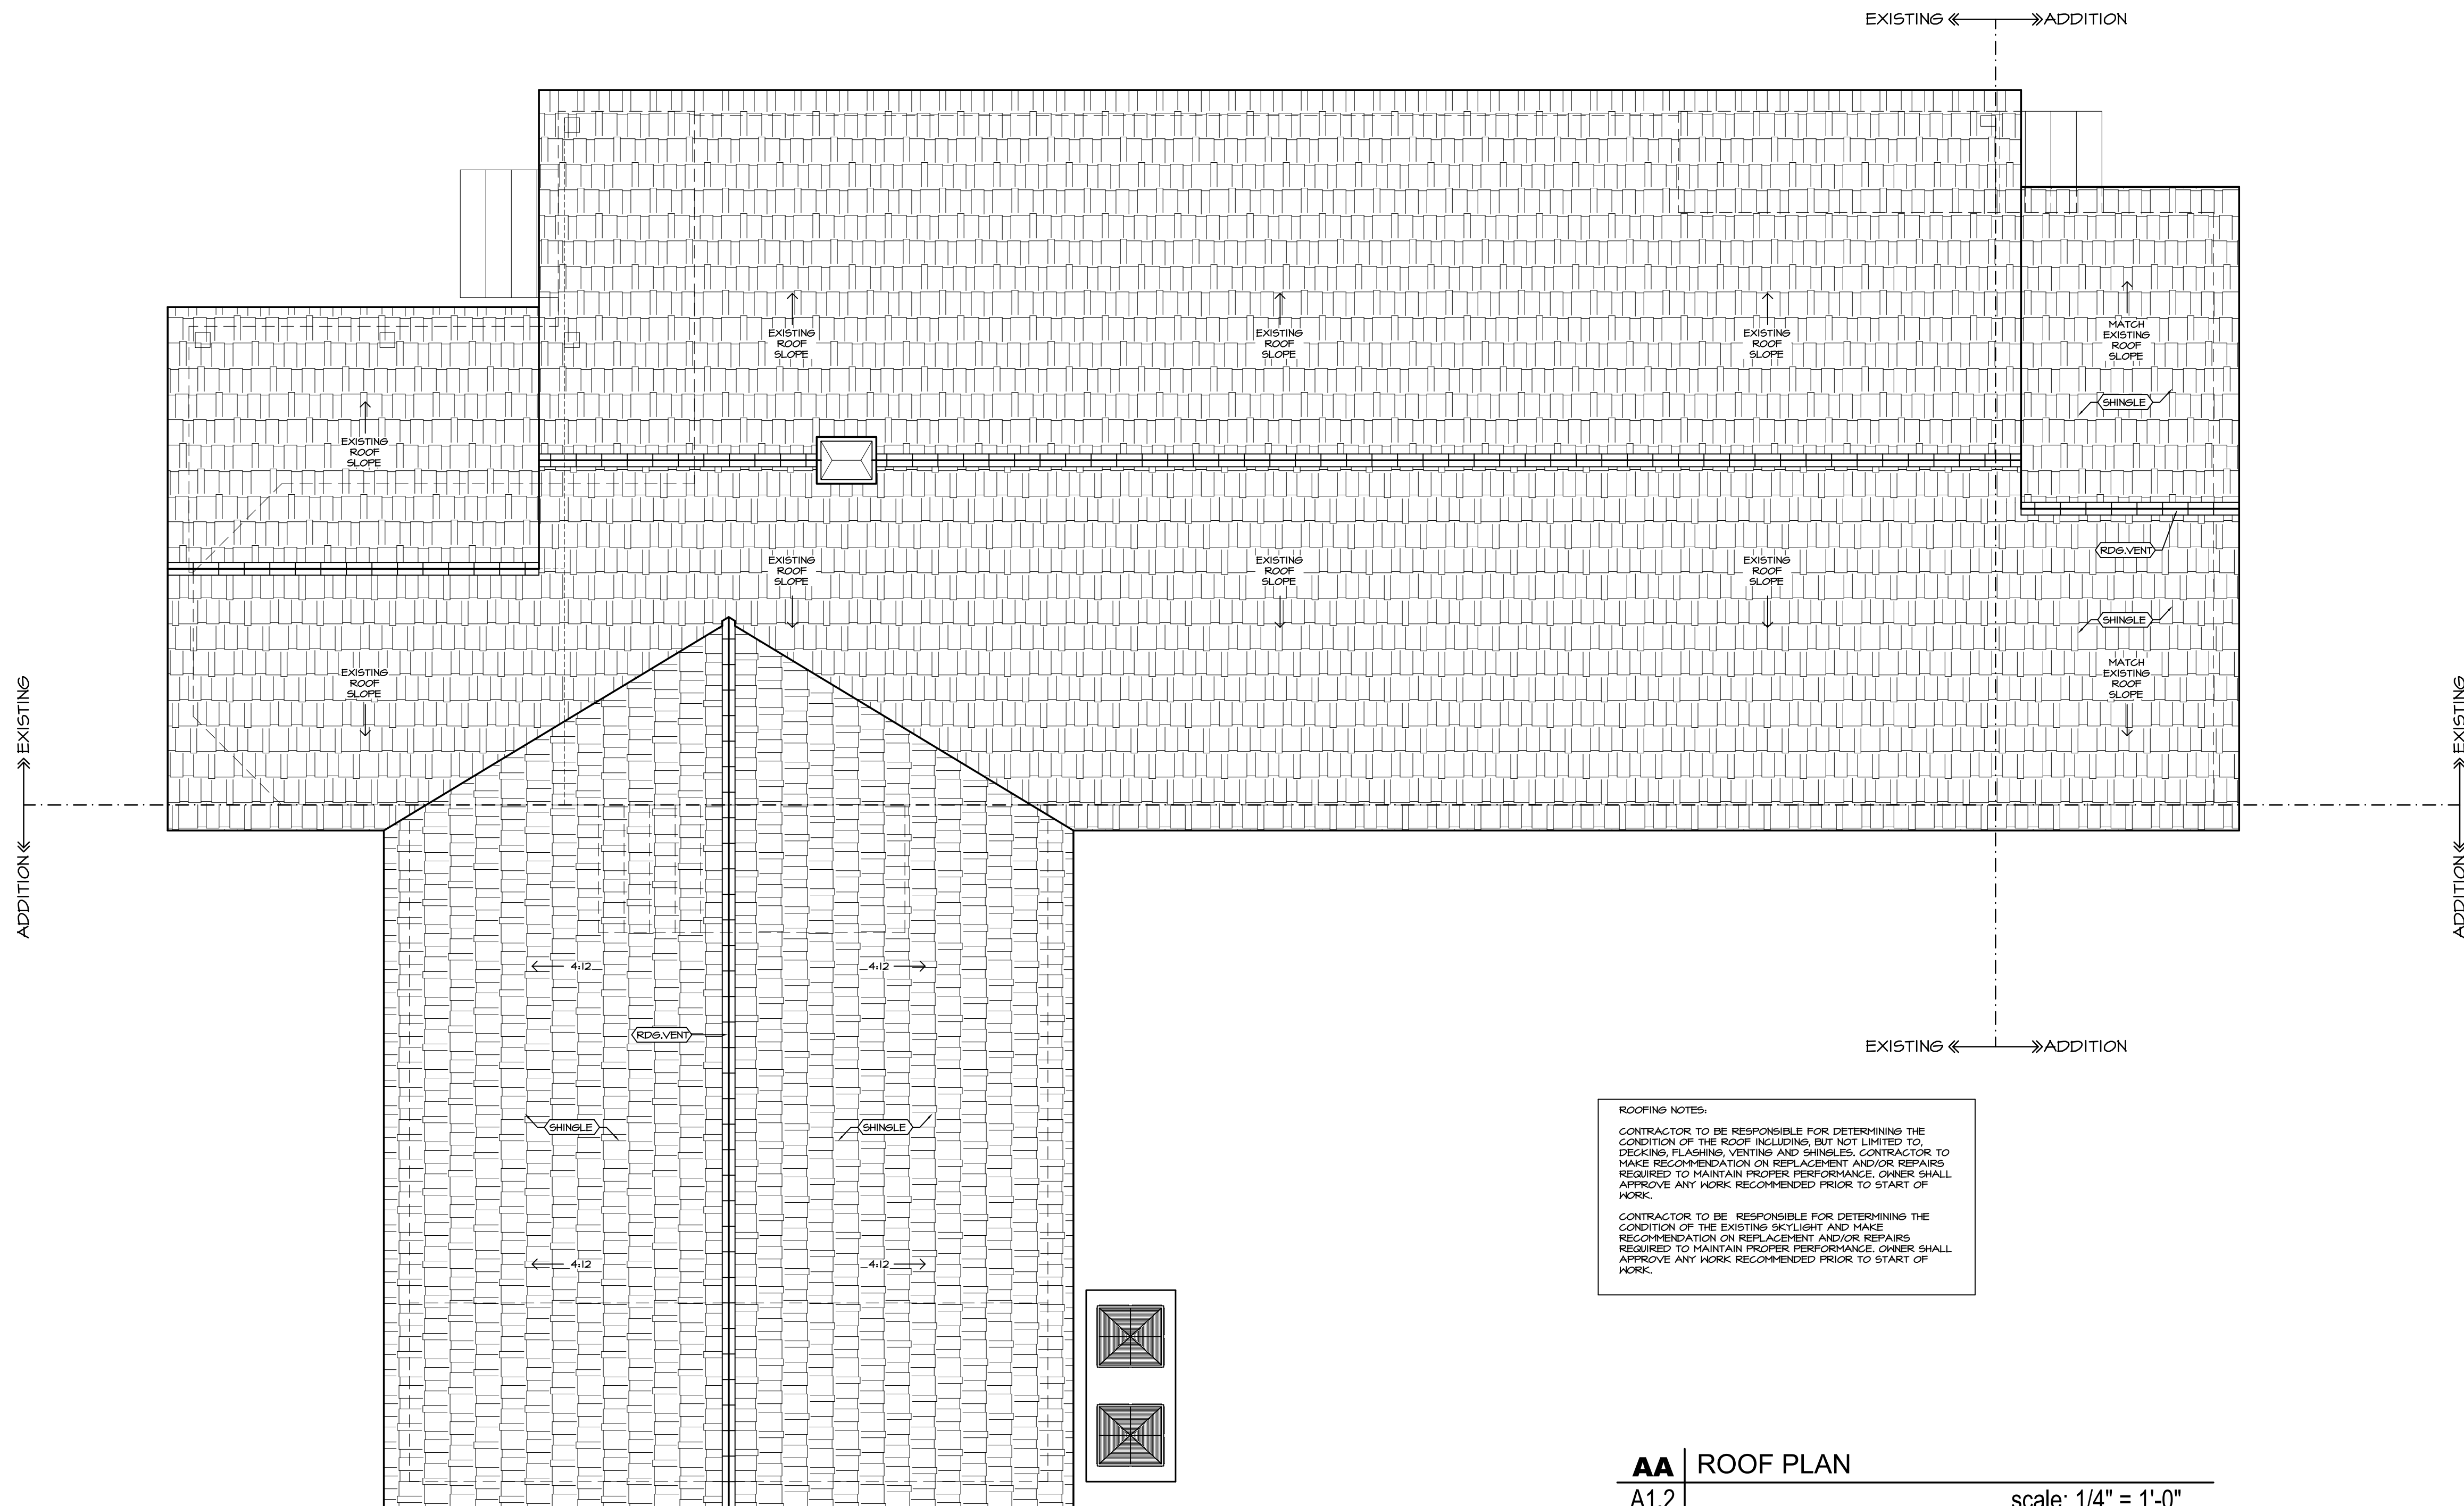 EXISTING ADDITION
EXISTING
ROOF
SLOPE
EXISTING
ROOF
SLOPE
EXISTING
ROOF
SLOPE
MATCH
EXISTING
ROOF
SLOPE
SHINGLE
EXISTING
ROOF
SLOPE
RDG.VENT
EXISTING
ROOF
SLOPE
EXISTING
ROOF
SLOPE
EXISTING
ROOF
SLOPE
SHINGLE
MATCH
EXISTING
ROOF
SLOPE
EXISTING
ROOF
SLOPE
ADDITION EXISTING
ADDITION EXISTING
4:12
4:12
RDG.VENT
EXISTING ADDITION
SHINGLE
SHINGLE
ROOFING NOTES:
CONTRACTOR TO BE RESPONSIBLE FOR DETERMINING THE
CONDITION OF THE ROOF INCLUDING, BUT NOT LIMITED TO,
DECKING, FLASHING, VENTING AND SHINGLES. CONTRACTOR TO
MAKE RECOMMENDATION ON REPLACEMENT AND/OR REPAIRS
REQUIRED TO MAINTAIN PROPER PERFORMANCE. OWNER SHALL
APPROVE ANY WORK RECOMMENDED PRIOR TO START OF
WORK.
CONTRACTOR TO BE RESPONSIBLE FOR DETERMINING THE
CONDITION OF THE EXISTING SKYLIGHT AND MAKE
RECOMMENDATION ON REPLACEMENT AND/OR REPAIRS
REQUIRED TO MAINTAIN PROPER PERFORMANCE. OWNER SHALL
APPROVE ANY WORK RECOMMENDED PRIOR TO START OF
WORK.
4:12
4:12
AA ROOF PLAN
A1.2 scale: 1/4" = 1'-0"